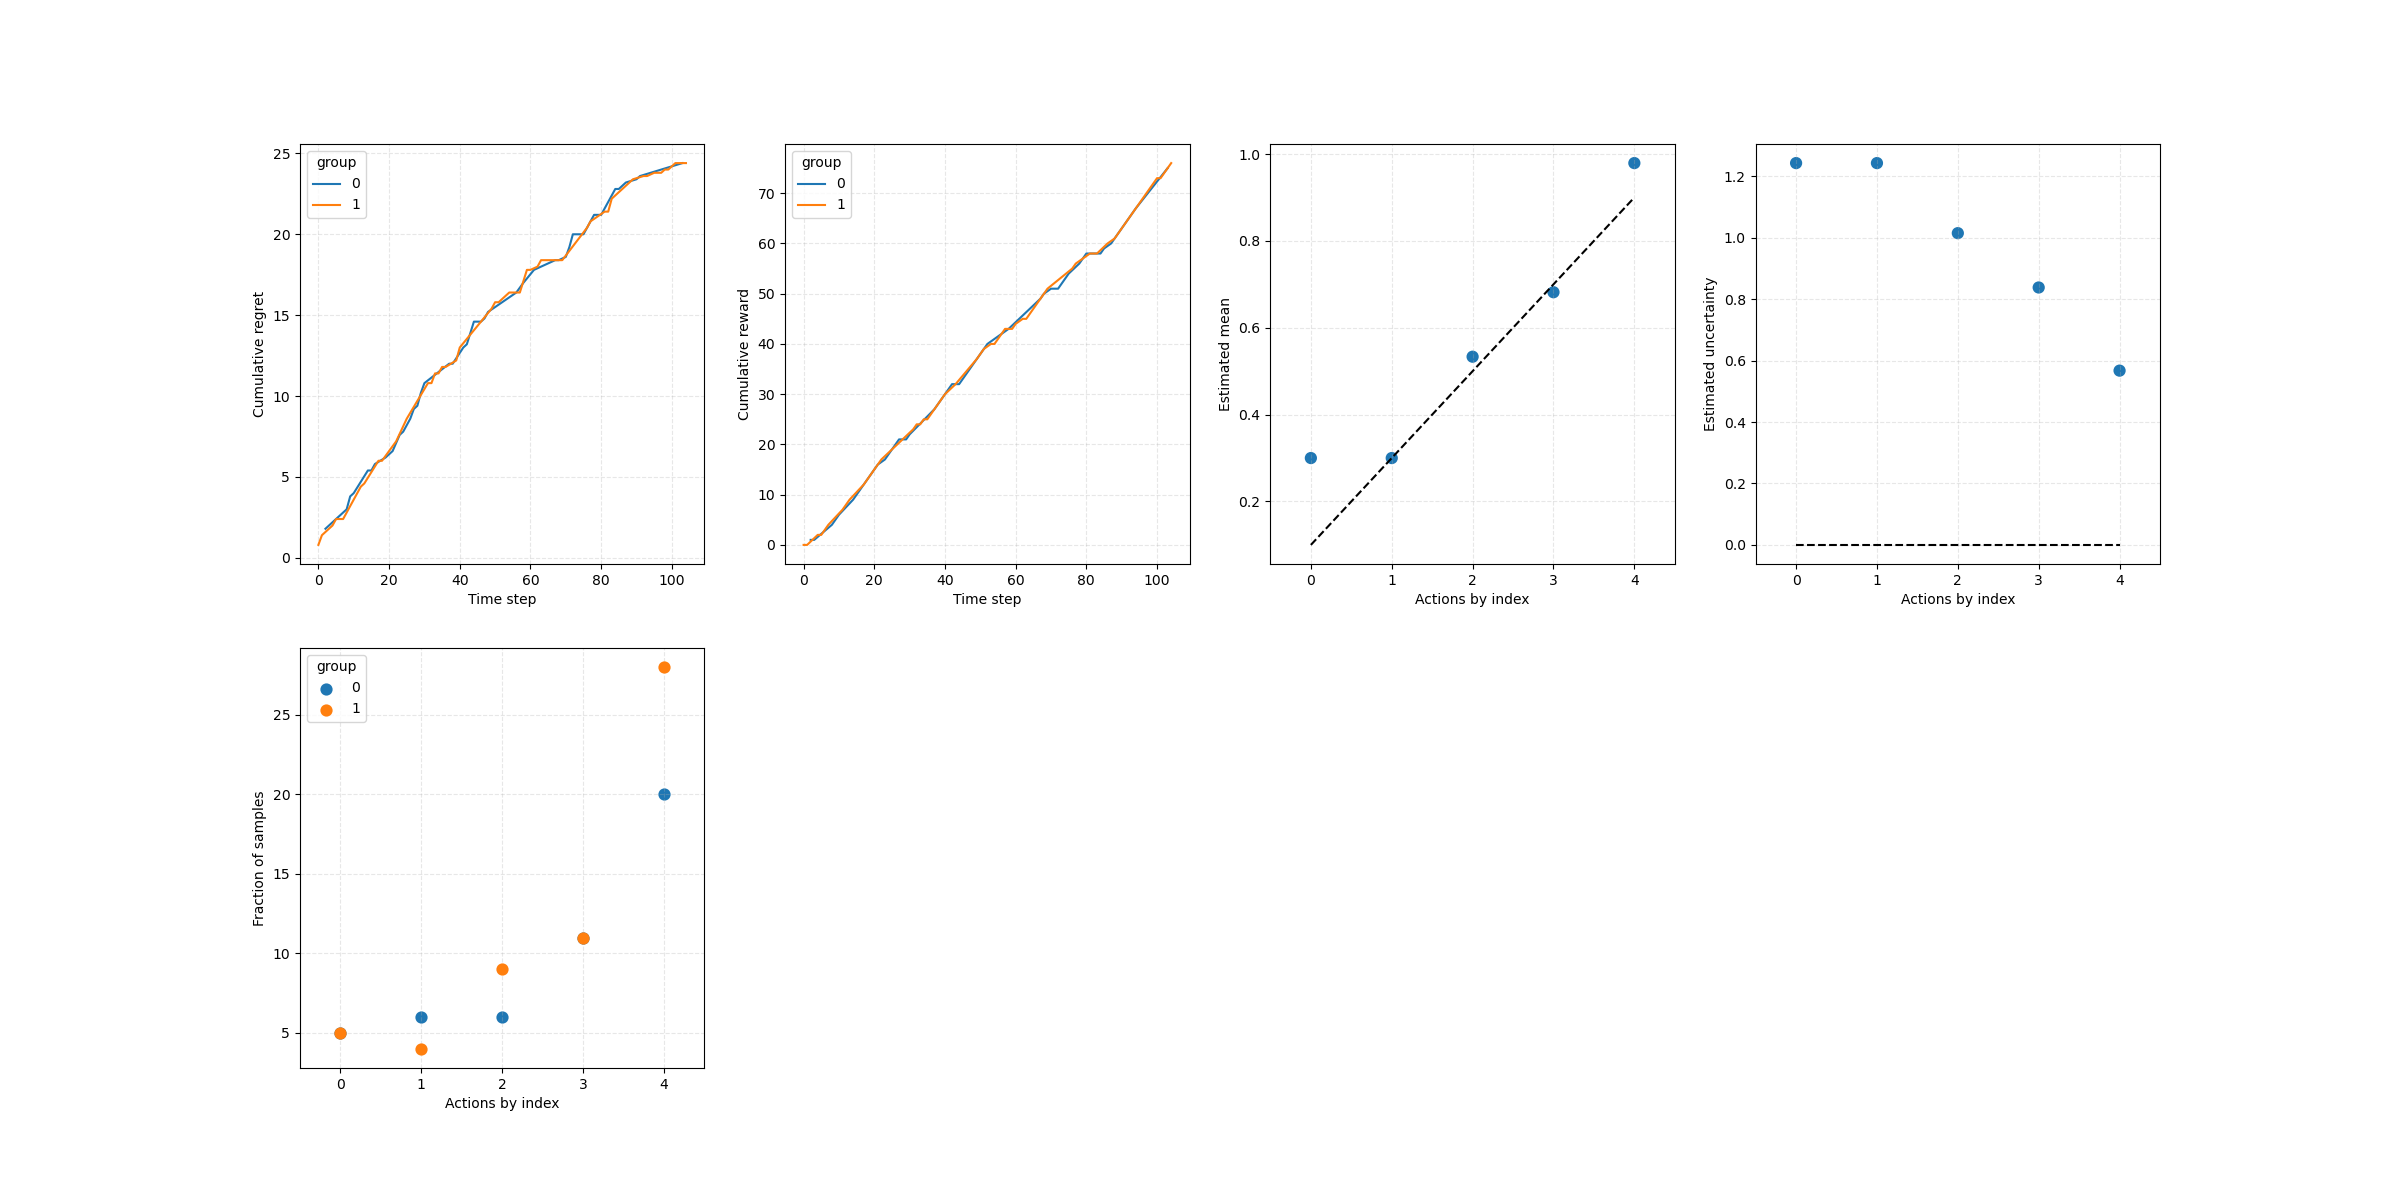 group
0
1
25
20
15
10
5
0
Cumulative regret
0 20 40 60 80 100
Time step
group
0
1
70
60
50
40
30
20
10
0
Cumulative reward
0 20 40 60 80 100
Time step
1.0
0.8
0.6
0.4
0.2
Estimated mean
0 1 2 3 4
Actions by index
1.2
1.0
0.8
0.6
0.4
0.2
0.0
Estimated uncertainty
0 1 2 3 4
Actions by index
group
0
1
25
20
15
10
5
Fraction of samples
0 1 2 3 4
Actions by index